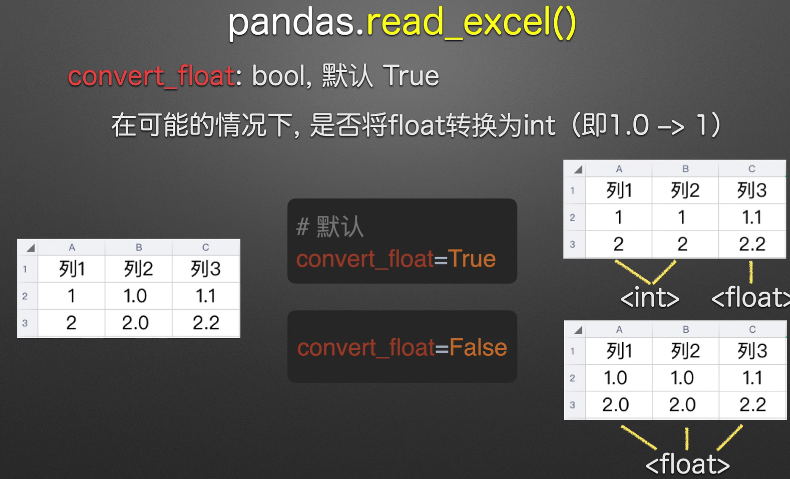 pandas.read_excel()
convert_float: bool, 默认 True
在可能的情况下, 是否将float转换为int（即1.0 –> 1）
A B C
1 列1 列2 列3
2 1 1.0 1.1
3 2 2.0 2.2
# 默认
convert_float=True
convert_float=False
A B C
1 列1 列2 列3
2 1 1 1.1
3 2 2 2.2
<int> <float>
A B C
1 列1 列2 列3
2 1.0 1.0 1.1
3 2.0 2.0 2.2
<float>